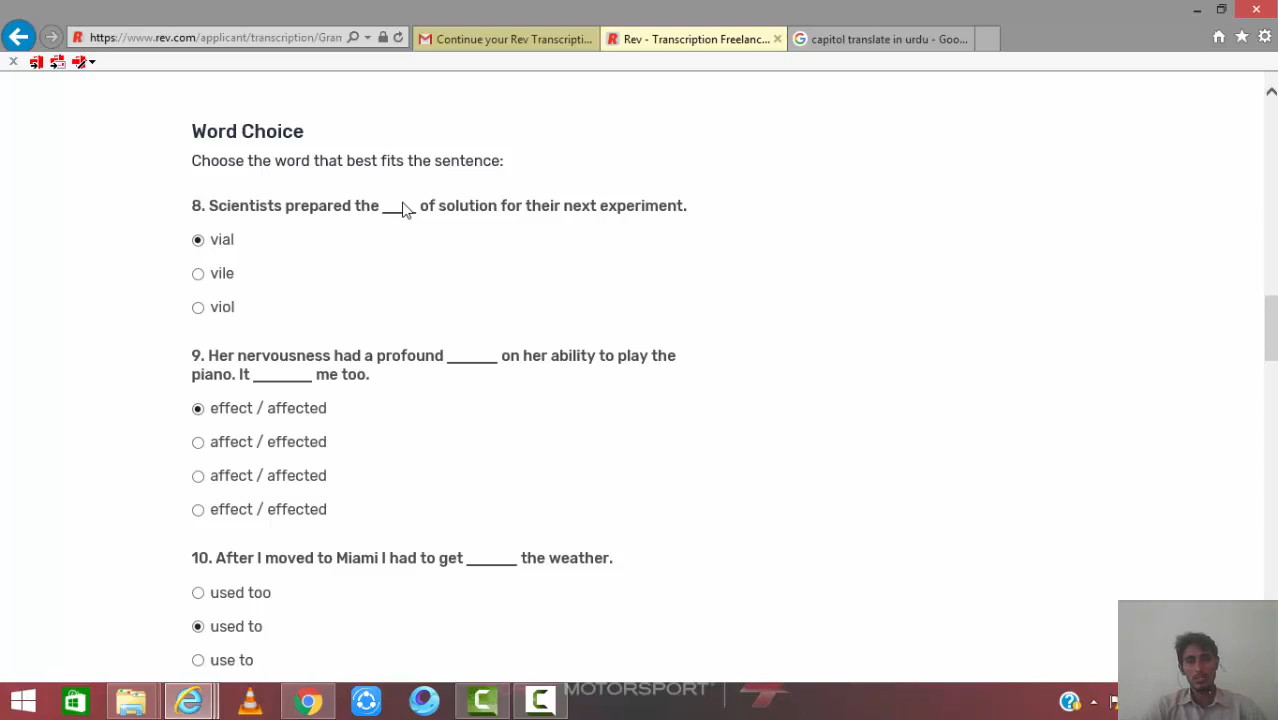 https://www.rev.com/applicant/transcription/Gran
Continue your Rev Transcripti...
Rev - Transcription Freelanc...
capitol translate in urdu - Goo...
Word Choice
Choose the word that best fits the sentence:
8. Scientists prepared the ____ of solution for their next experiment.
vial
vile
viol
9. Her nervousness had a profound ______ on her ability to play the
piano. It _______ me too.
effect / affected
affect / effected
affect / affected
effect / effected
10. After I moved to Miami I had to get ______ the weather.
used too
used to
use to
MOTORSPORT